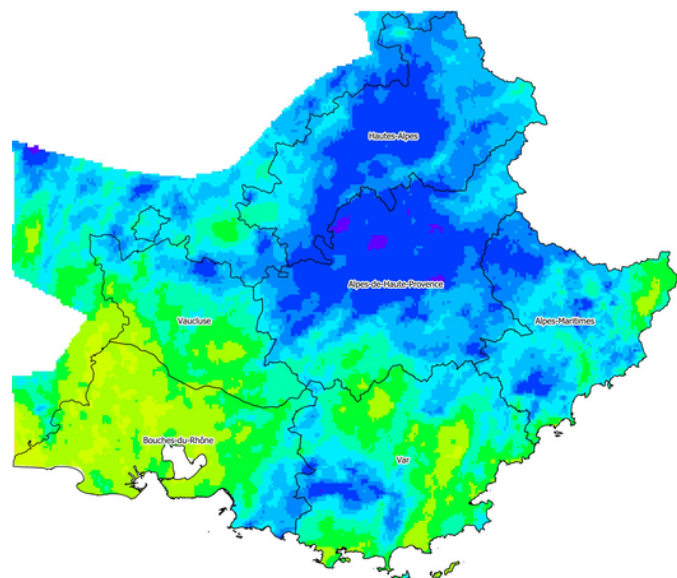 Hautes-Alpes
Alpes-de-Haute-Provence
Vaucluse
Alpes-Maritimes
Bouches-du-Rhône
Var